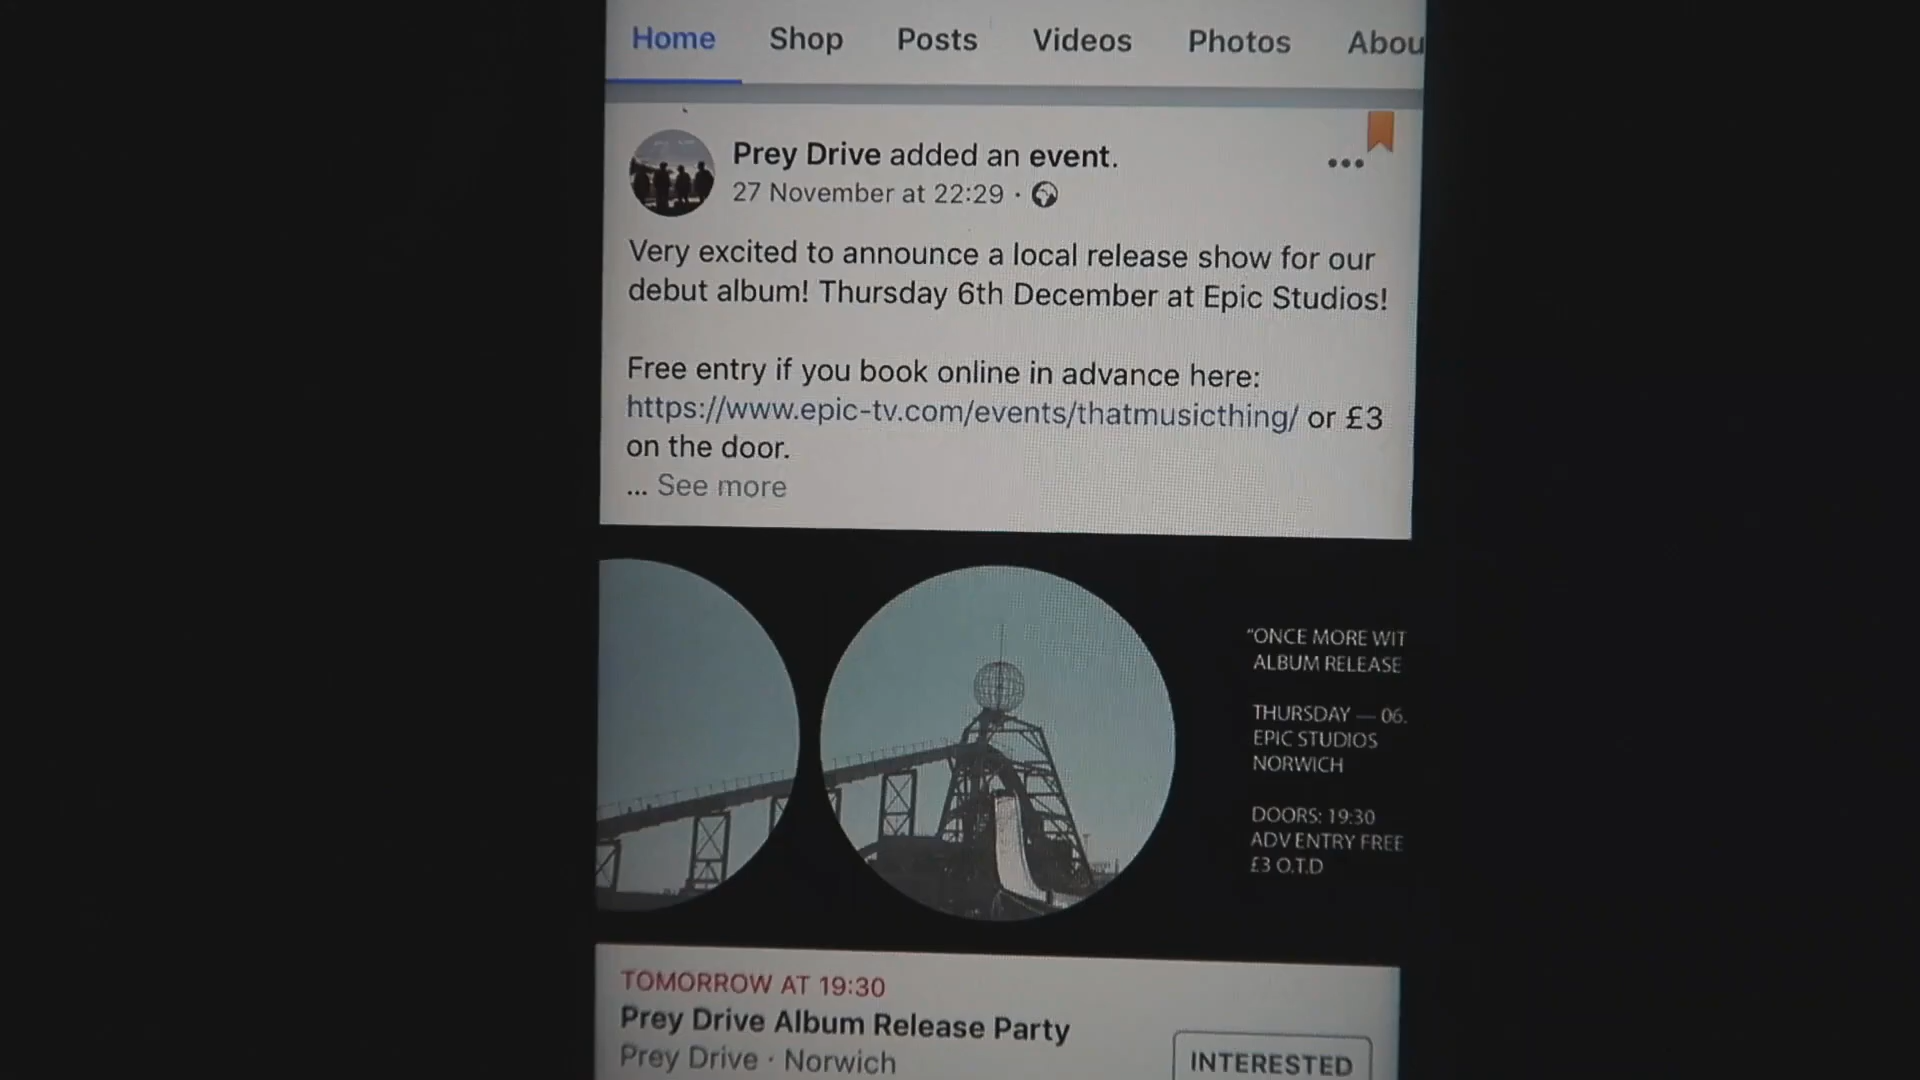 Home Shop Posts Videos Photos Abou
Prey Drive added an event.
27 November at 22:29 ·
Very excited to announce a local release show for our
debut album! Thursday 6th December at Epic Studios!
Free entry if you book online in advance here:
https://www.epic-tv.com/events/thatmusicthing/ or £3
on the door.
... See more
"ONCE MORE WIT
ALBUM RELEASE
THURSDAY — 06.
EPIC STUDIOS
NORWICH
DOORS: 19:30
ADV ENTRY FREE
£3 O.T.D
TOMORROW AT 19:30
Prey Drive Album Release Party
Prey Drive · Norwich
INTERESTED